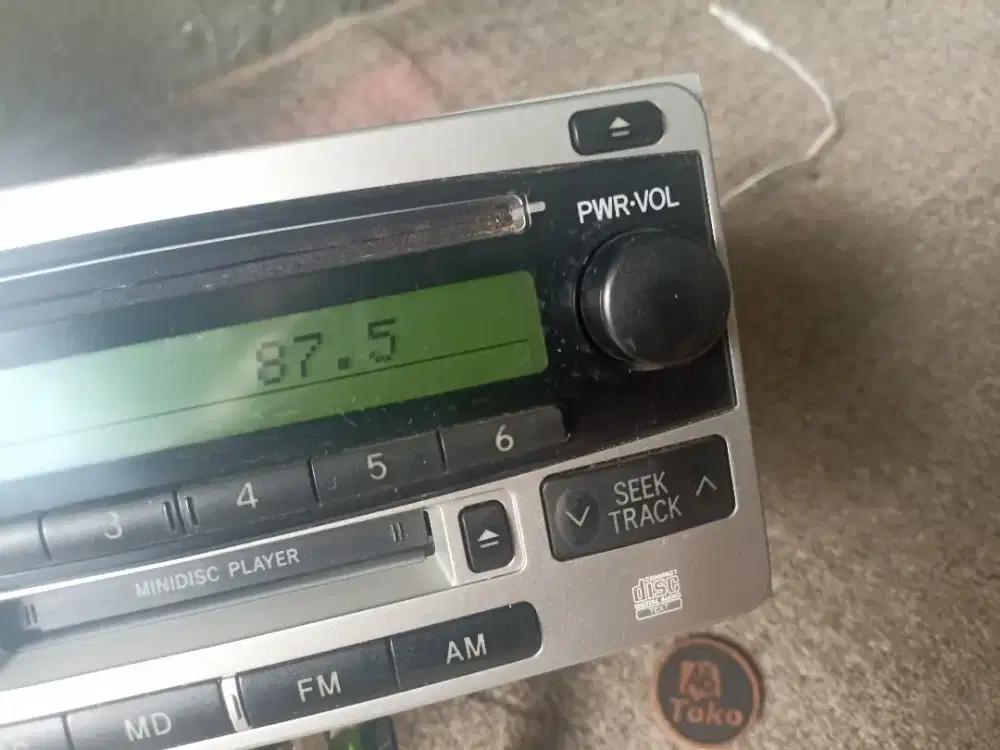 PWR·VOL
87.5
3
4
5
6
SEEK
TRACK
MINIDISC PLAYER
COMPACT
disc
DIGITAL AUDIO
TEXT
MD
FM
AM
AB
Toko